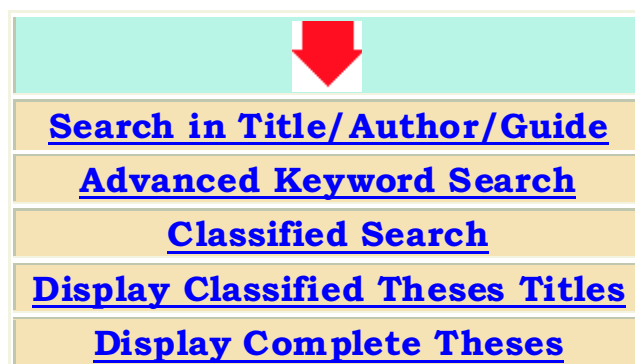 Search in Title/Author/Guide
Advanced Keyword Search
Classified Search
Display Classified Theses Titles
Display Complete Theses